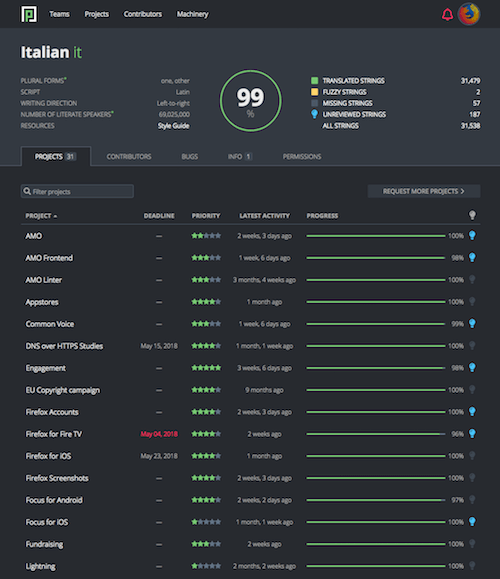 Teams Projects Contributors Machinery
Italian it
PLURAL FORMS* one, other
SCRIPT Latin
WRITING DIRECTION Left-to-right
NUMBER OF LITERATE SPEAKERS* 69,025,000
RESOURCES Style Guide
99
%
TRANSLATED STRINGS 31,479
FUZZY STRINGS 2
MISSING STRINGS 57
UNREVIEWED STRINGS 187
ALL STRINGS 31,538
PROJECTS 31 CONTRIBUTORS BUGS INFO 1 PERMISSIONS
Filter projects REQUEST MORE PROJECTS >
PROJECT DEADLINE PRIORITY LATEST ACTIVITY PROGRESS
AMO — 2 weeks, 3 days ago 100%
AMO Frontend — 1 week, 6 days ago 98%
AMO Linter — 3 months, 4 weeks ago 100%
Appstores — 1 month ago 100%
Common Voice — 1 week, 6 days ago 99%
DNS over HTTPS Studies May 15, 2018 1 month, 1 week ago 100%
Engagement — 3 weeks, 6 days ago 98%
EU Copyright campaign — 9 months ago 100%
Firefox Accounts — 2 weeks, 3 days ago 100%
Firefox for Fire TV May 04, 2018 2 weeks ago 96%
Firefox for iOS May 23, 2018 1 month ago 100%
Firefox Screenshots — 2 weeks, 3 days ago 100%
Focus for Android — 2 weeks, 2 days ago 97%
Focus for iOS — 1 month, 1 week ago 100%
Fundraising — 2 weeks ago 100%
Lightning — 2 months, 2 weeks ago 100%